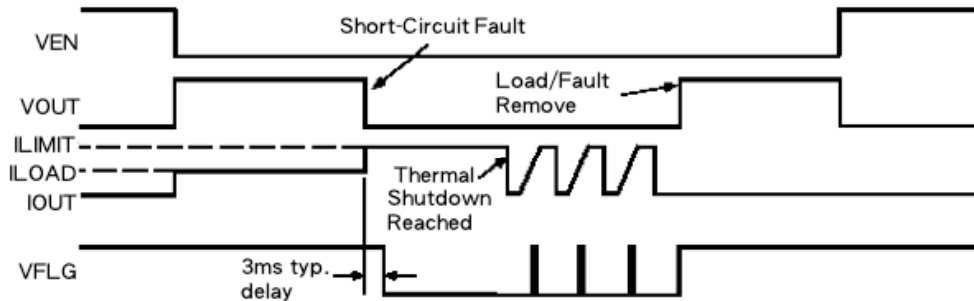 Short-Circuit Fault
VEN
Load/Fault
Remove
VOUT
ILIMIT
ILOAD
IOUT
Thermal
Shutdown
Reached
VFLG
3ms typ.
delay